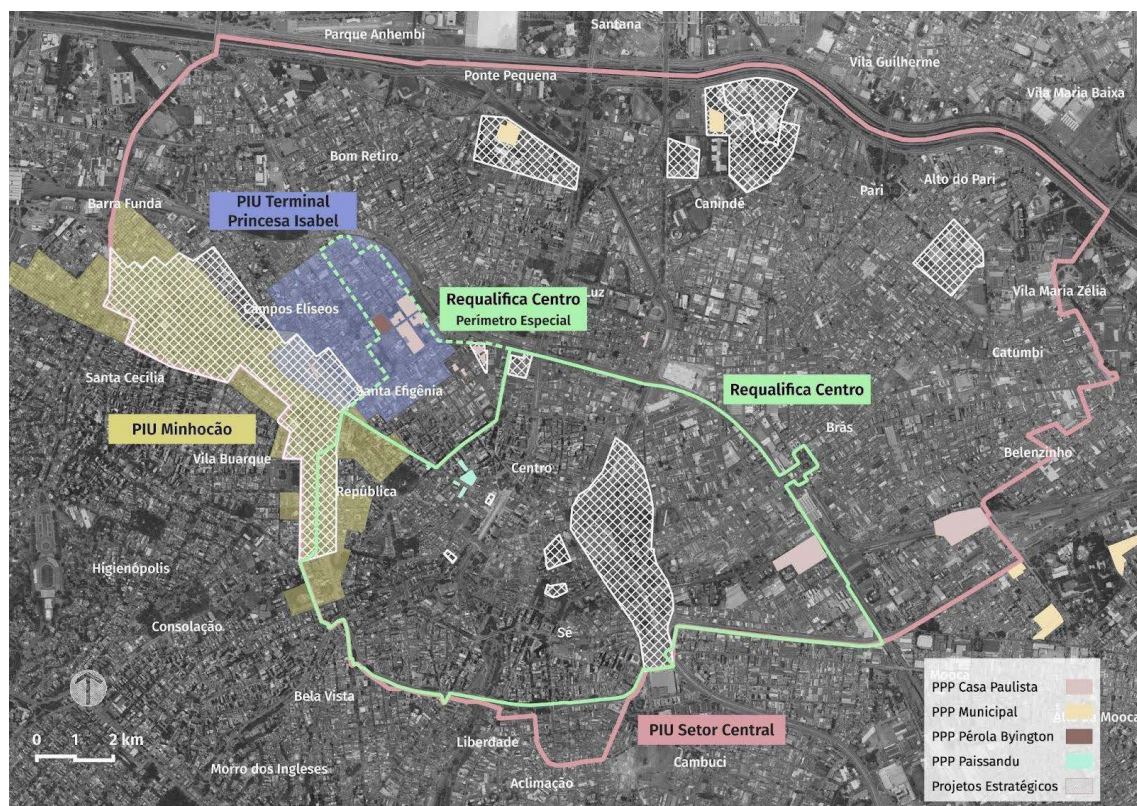 Santana
Parque Anhembi
Vila Guilherme
Ponte Pequena
Vila Maria Baixa
Bom Retiro
Alto do Pari
Pari
Barra Funda
PIU Terminal
Princesa Isabel
Canindé
Luz
Vila Maria Zélia
Requalifica Centro
Perímetro Especial
Campos Elíseos
Catumbi
Santa Cecília
Santa Efigênia
Requalifica Centro
PIU Minhocão
Brás
Vila Buarque
Belenzinho
Centro
República
Higienópolis
Consolação
Sé
Bela Vista
Mooca
PPP Casa Paulista
PPP Municipal
Alto da Mooca
PIU Setor Central
PPP Pérola Byington
Liberdade
0 1 2 km
Cambuci
PPP Paissandu
Morro dos Ingleses
Aclimação
Projetos Estratégicos